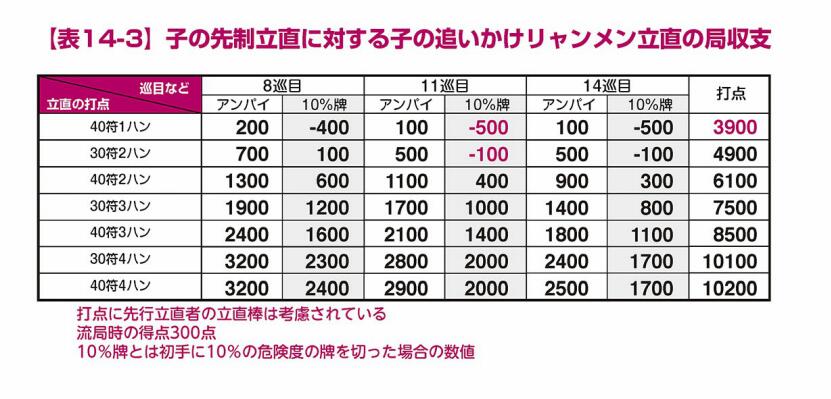 【表14-3】子の先制立直に対する子の追いかけリャンメン立直の局収支
巡目など 8巡目 11巡目 14巡目 打点
立直の打点 アンパイ 10%牌 アンパイ 10%牌 アンパイ 10%牌
40符1ハン 200 -400 100 -500 100 -500 3900
30符2ハン 700 100 500 -100 500 -100 4900
40符2ハン 1300 600 1100 400 900 300 6100
30符3ハン 1900 1200 1700 1000 1400 800 7500
40符3ハン 2400 1600 2100 1400 1800 1100 8500
30符4ハン 3200 2300 2800 2000 2400 1700 10100
40符4ハン 3200 2400 2900 2000 2500 1700 10200
打点に先行立直者の立直棒は考慮されている
流局時の得点300点
10%牌とは初手に10%の危険度の牌を切った場合の数値